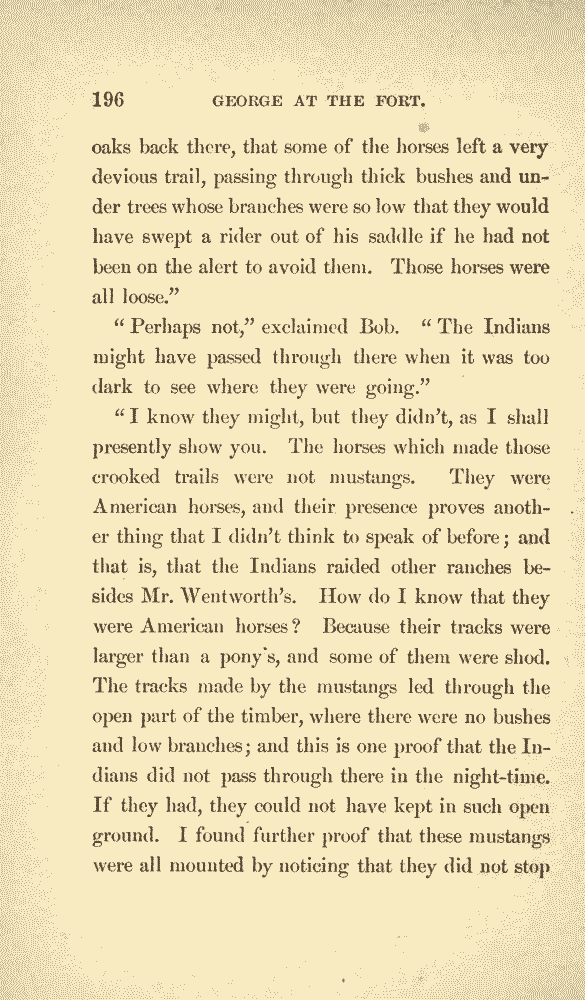 196 GEORGE AT THE FORT.
oaks back there, that some of the horses left a very
devious trail, passing through thick bushes and un-
der trees whose branches were so low that they would
have swept a rider out of his saddle if he had not
been on the alert to avoid them. Those horses were
all loose.”
“ Perhaps not,” exclaimed Bob. “ The Indians
might have passed through there when it was too
dark to see where they were going.”
“ I know they might, but they didn’t, as I shall
presently show you. The horses which made those
crooked trails were not mustangs. They were
American horses, and their presence proves anoth-
er thing that I didn’t think to speak of before; and
that is, that the Indians raided other ranches be-
sides Mr. Wentworth’s. How do I know that they
were American horses? Because their tracks were
larger than a pony’s, and some of them were shod.
The tracks made by the mustangs led through the
open part of the timber, where there were no bushes
and low branches; and this is one proof that the In-
dians did not pass through there in the night-time.
If they had, they could not have kept in such open
ground. I found further proof that these mustangs
were all mounted by noticing that they did not stop